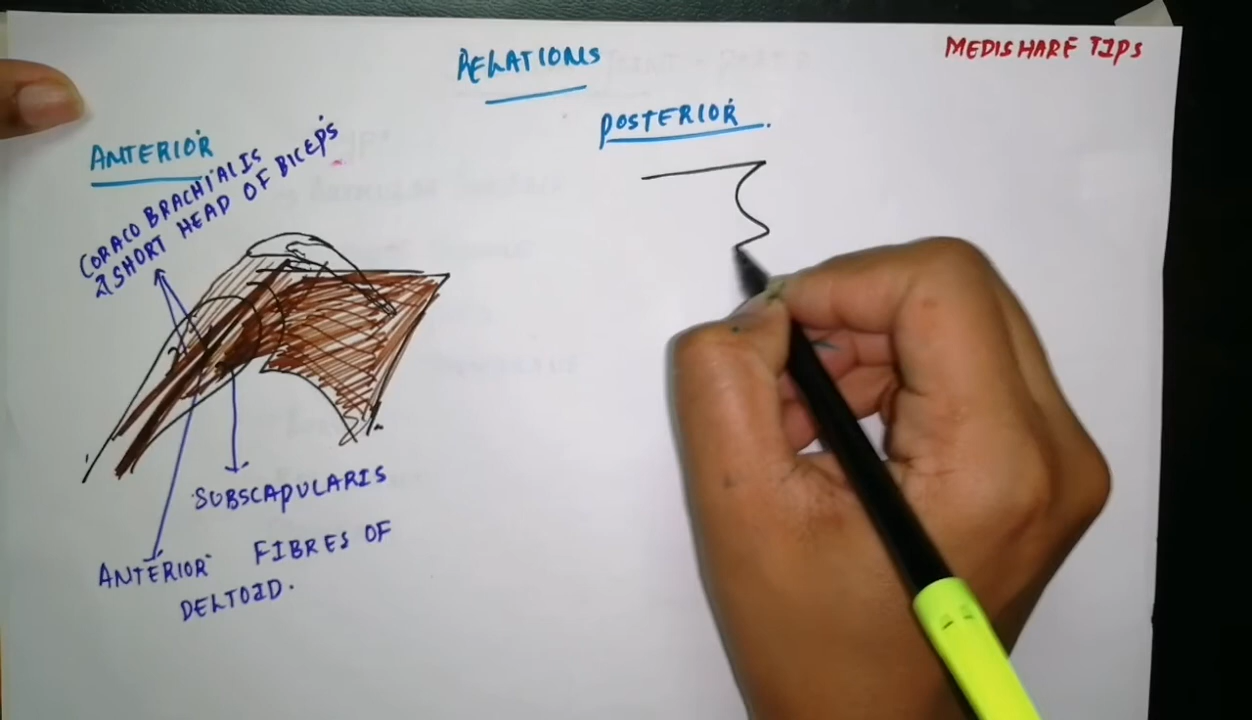 RELATIONS
MEDISHARE TIPS
ANTERIOR
CORACO BRACHIALIS
& SHORT HEAD OF BICEPS
SUBSCAPULARIS
ANTERIOR FIBRES OF
DELTOID.
POSTERIOR.